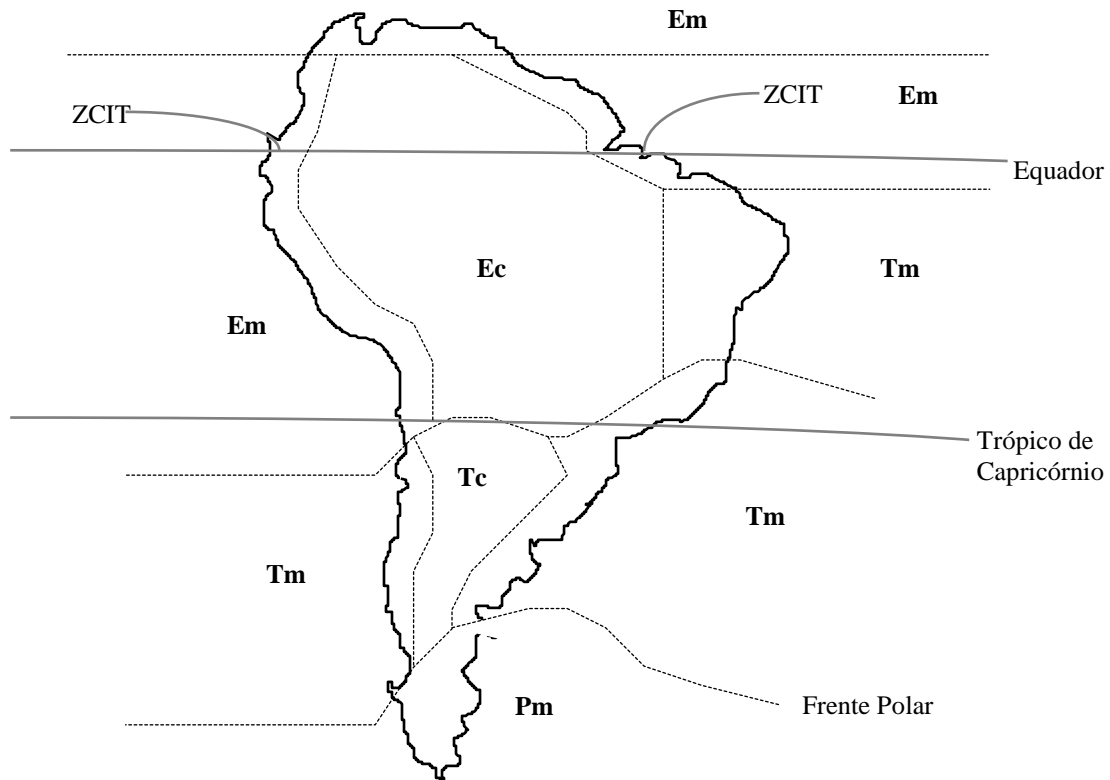 Em
ZCIT
ZCIT
Em
Equador
Ec
Tm
Em
Trópico de
Capricórnio
Tc
Tm
Tm
Pm
Frente Polar